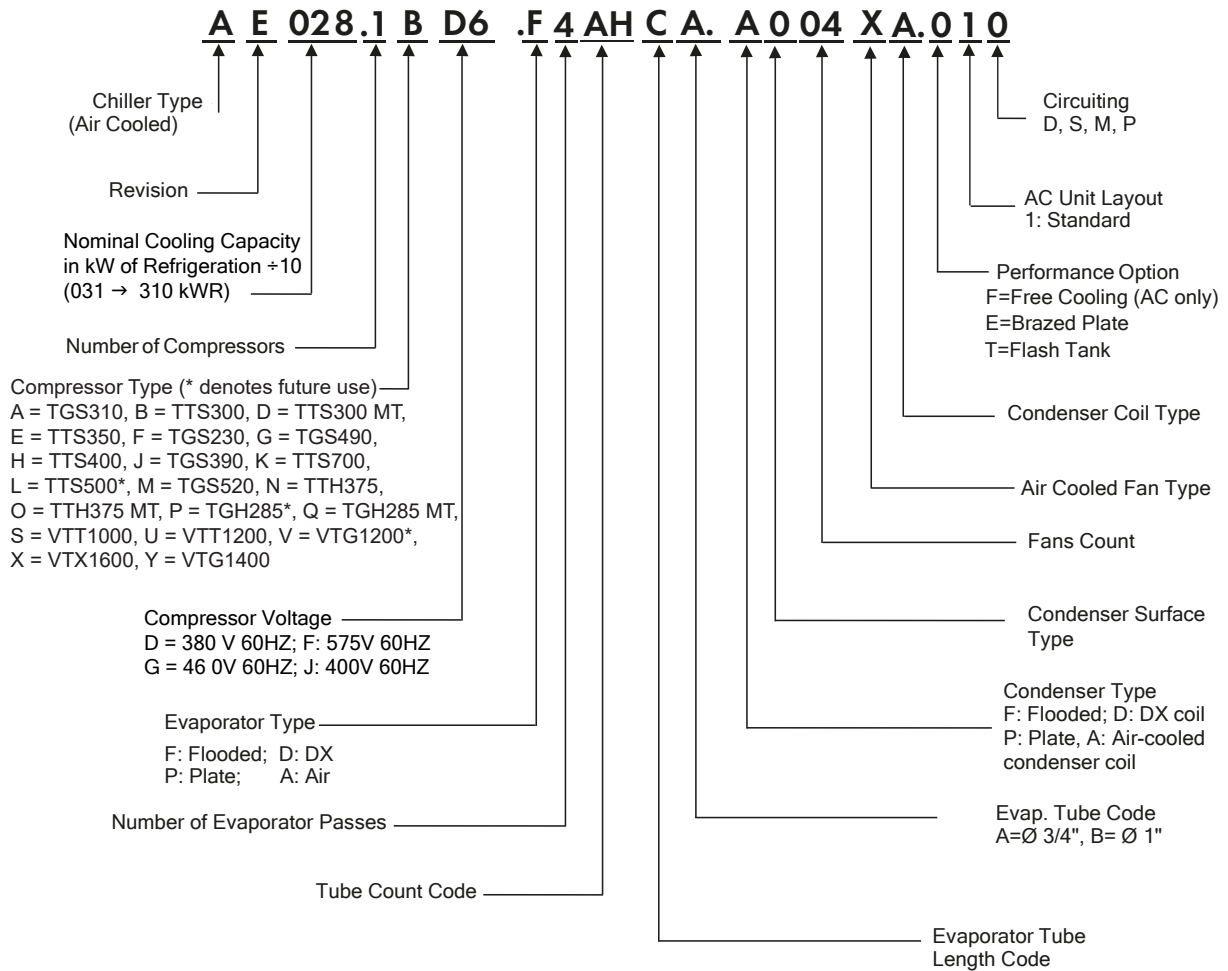 A E 028.1 B D6 .F 4 AH C A. A 0 04 X A. 0 1 0
Chiller Type
(Air Cooled)
Revision
Nominal Cooling Capacity
in kW of Refrigeration ÷10
(031 → 310 kWR)
Number of Compressors
Compressor Type (* denotes future use)
A = TGS310, B = TTS300, D = TTS300 MT,
E = TTS350, F = TGS230, G = TGS490,
H = TTS400, J = TGS390, K = TTS700,
L = TTS500*, M = TGS520, N = TTH375,
O = TTH375 MT, P = TGH285*, Q = TGH285 MT,
S = VTT1000, U = VTT1200, V = VTG1200*,
X = VTX1600, Y = VTG1400
Compressor Voltage
D = 380 V 60HZ; F: 575V 60HZ
G = 46 0V 60HZ; J: 400V 60HZ
Evaporator Type
F: Flooded; D: DX
P: Plate; A: Air
Number of Evaporator Passes
Tube Count Code
Circuiting
D, S, M, P
AC Unit Layout
1: Standard
Performance Option
F=Free Cooling (AC only)
E=Brazed Plate
T=Flash Tank
Condenser Coil Type
Air Cooled Fan Type
Fans Count
Condenser Surface
Type
Condenser Type
F: Flooded; D: DX coil
P: Plate, A: Air-cooled
condenser coil
Evap. Tube Code
A=Ø 3/4", B= Ø 1"
Evaporator Tube
Length Code